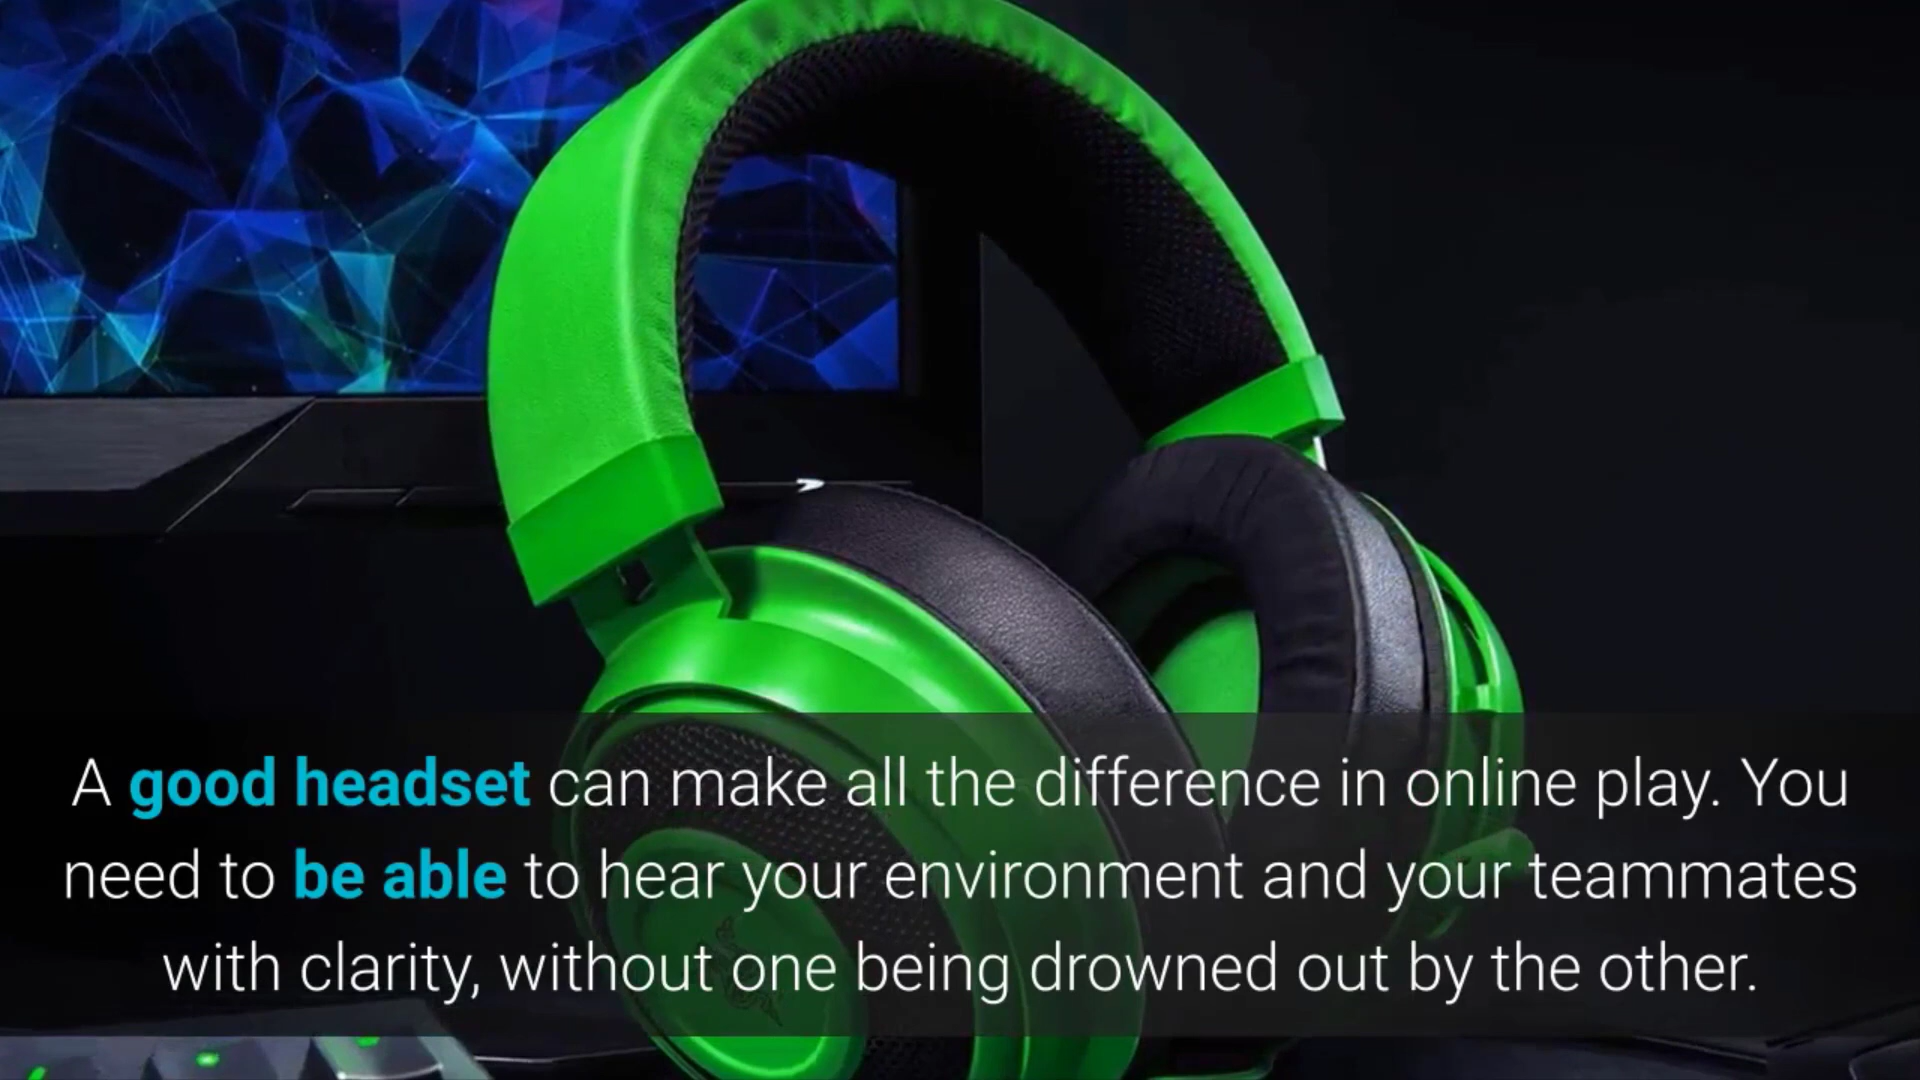 A good headset can make all the difference in online play. You
need to be able to hear your environment and your teammates
with clarity, without one being drowned out by the other.